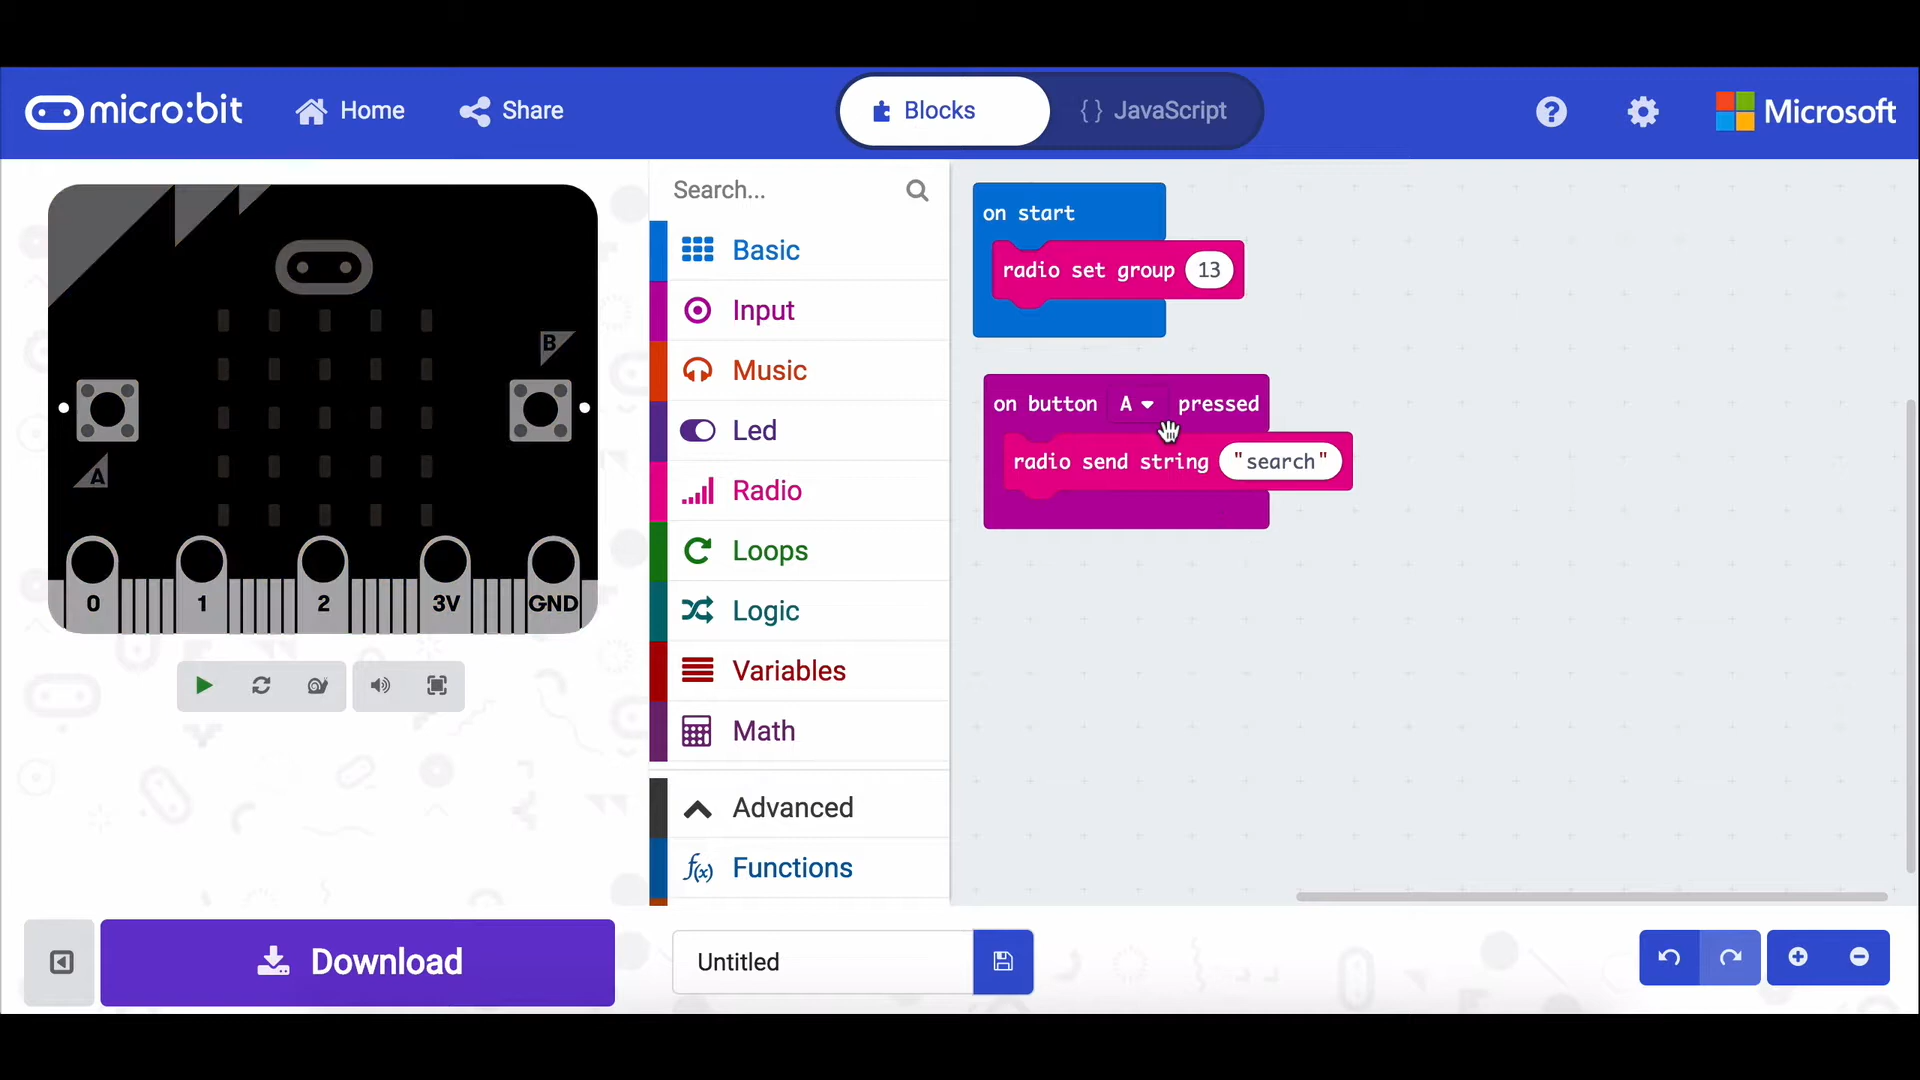 micro:bit
Home
Share
Blocks
{} JavaScript
?
Microsoft
Search...
Basic
Input
Music
Led
Radio
Loops
Logic
Variables
Math
Advanced
f(x) Functions
on start
radio set group 13
on button A pressed
radio send string "search"
B
A
0 1 2 3V GND
Download
Untitled